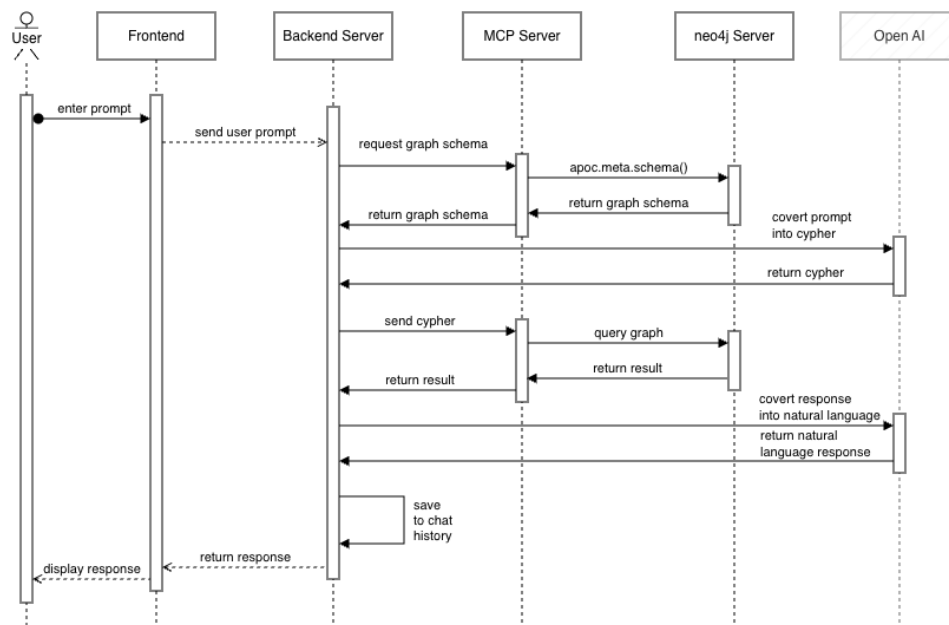 User
Frontend
Backend Server
MCP Server
neo4j Server
Open AI
enter prompt
send user prompt
request graph schema
apoc.meta.schema()
return graph schema
return graph schema
covert prompt
into cypher
return cypher
send cypher
query graph
return result
return result
covert response
into natural language
return natural
language response
save
to chat
history
return response
display response